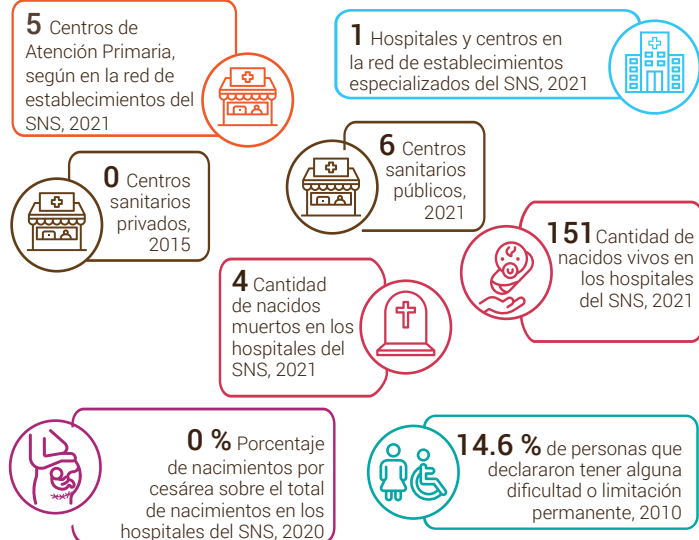 5 Centros de
Atención Primaria,
según en la red de
establecimientos del
SNS, 2021
1 Hospitales y centros en
la red de establecimientos
especializados del SNS, 2021
0 Centros
sanitarios
privados,
2015
6 Centros
sanitarios
públicos,
2021
151 Cantidad de
nacidos vivos en
los hospitales
del SNS, 2021
4 Cantidad
de nacidos
muertos en los
hospitales del
SNS, 2021
0 % Porcentaje
de nacimientos por
cesárea sobre el total
de nacimientos en los
hospitales del SNS, 2020
14.6 % de personas que
declararon tener alguna
dificultad o limitación
permanente, 2010